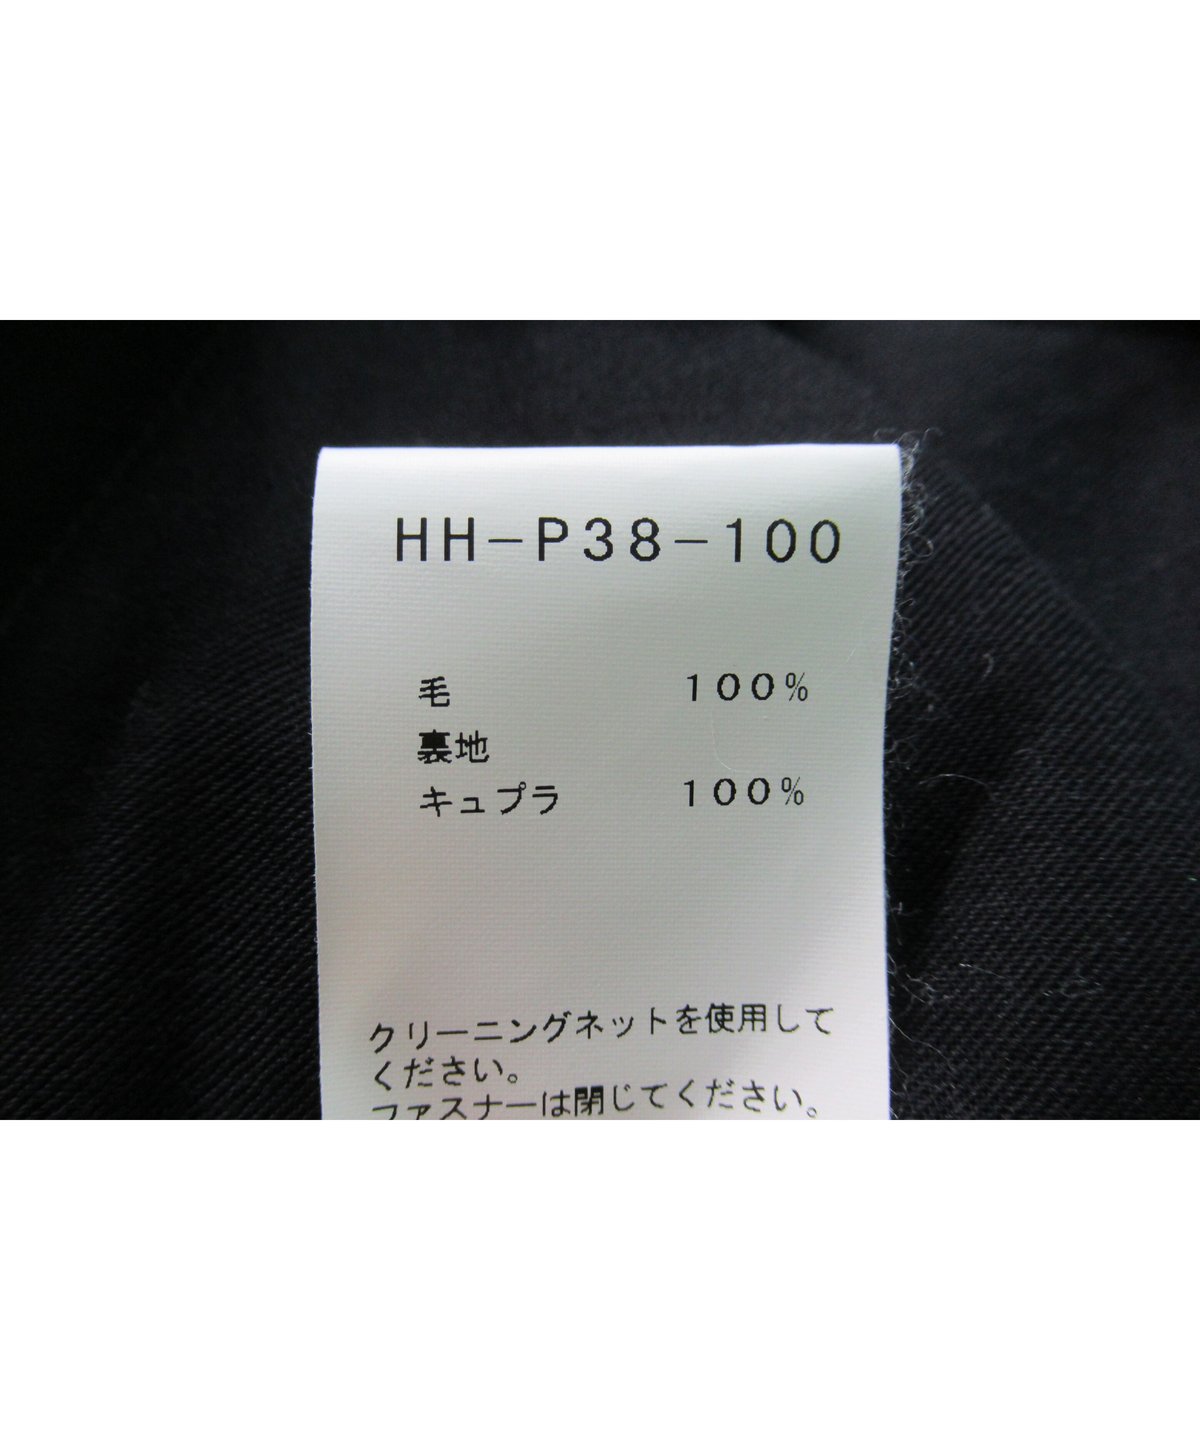 HH-P38-100
毛 100%
裏地
キュプラ 100%
クリーニングネットを使用して
ください。
ファスナーは閉じてください。